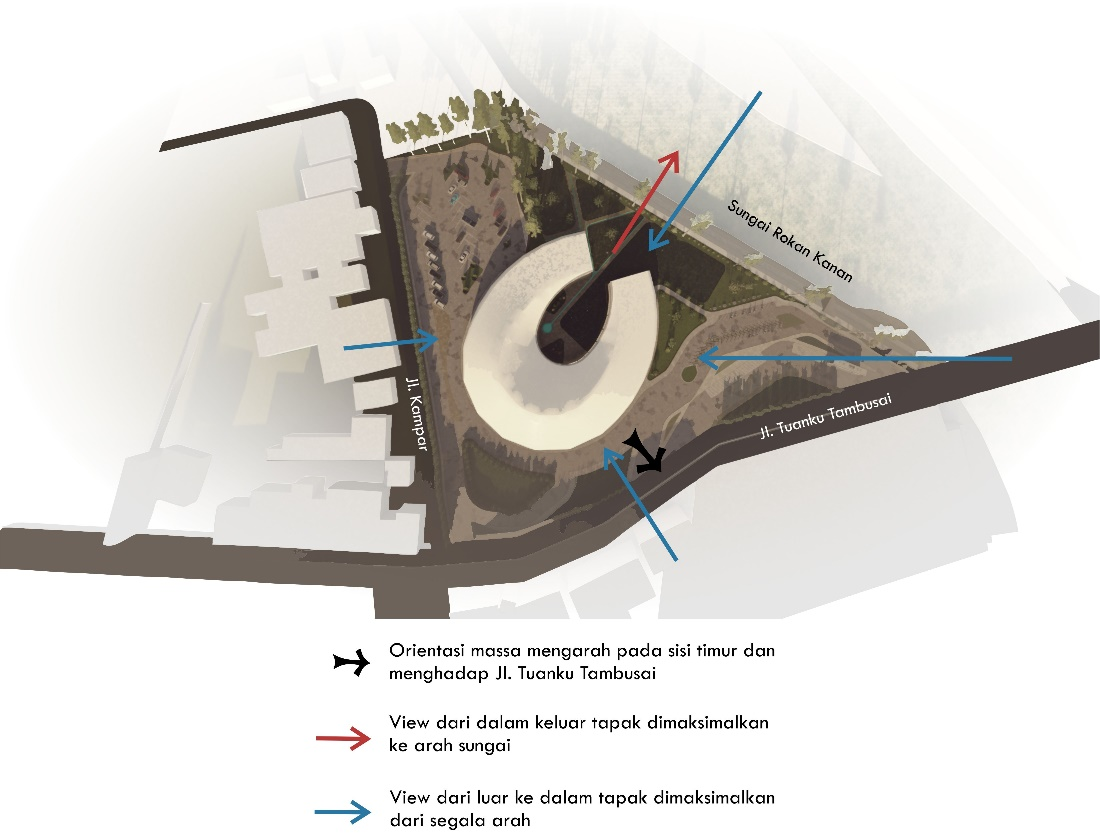 Sungai Rokan Kanan
Jl. Kampar
Jl. Tuanku Tambusai
Orientasi massa mengarah pada sisi timur dan
menghadap Jl. Tuanku Tambusai
View dari dalam keluar tapak dimaksimalkan
ke arah sungai
View dari luar ke dalam tapak dimaksimalkan
dari segala arah